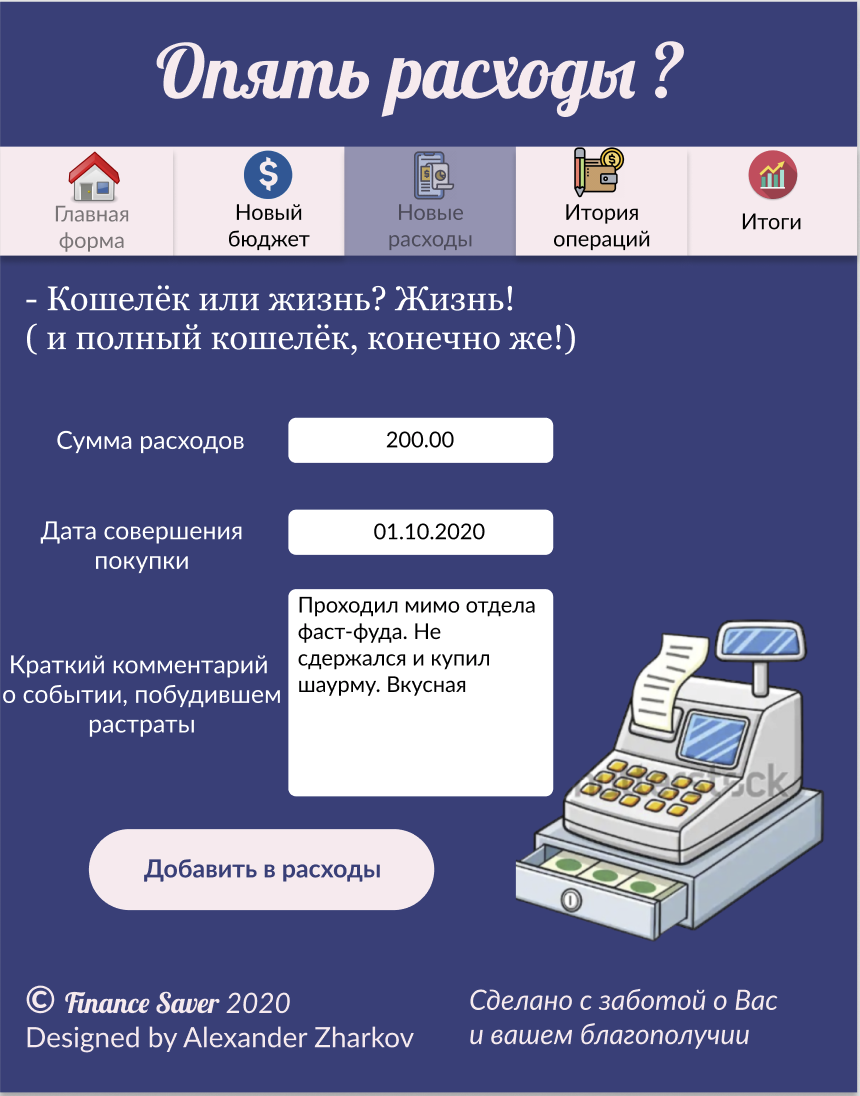 Опять расходы ?
Главная
форма
Новый
бюджет
Новые
расходы
Итория
операций
Итоги
- Кошелёк или жизнь? Жизнь!
( и полный кошелёк, конечно же!)
Сумма расходов
200.00
Дата совершения
покупки
01.10.2020
Краткий комментарий
о событии, побудившем
растраты
Проходил мимо отдела
фаст-фуда. Не
сдержался и купил
шаурму. Вкусная
Добавить в расходы
© Finance Saver 2020
Designed by Alexander Zharkov
Сделано с заботой о Вас
и вашем благополучии